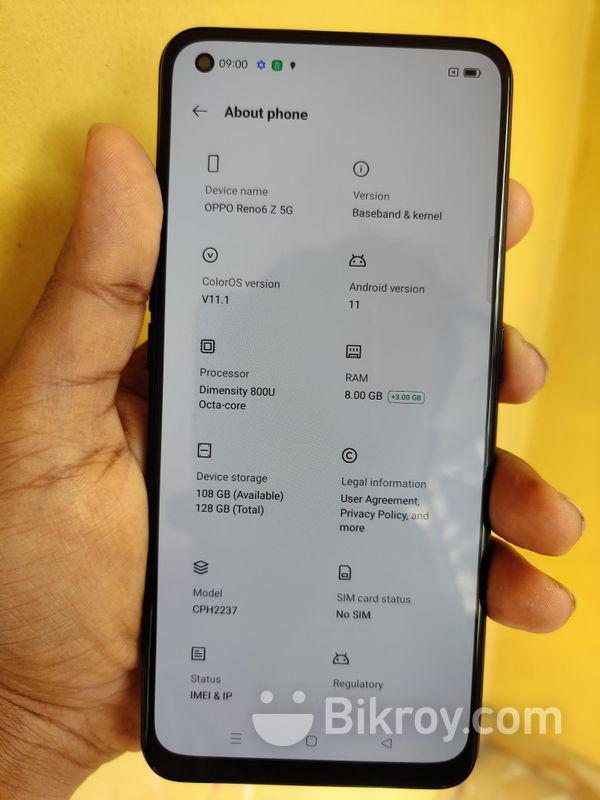 09:00
About phone
Device name
OPPO Reno6 Z 5G
Version
Baseband & kernel
ColorOS version
V11.1
Android version
11
Processor
Dimensity 800U
Octa-core
RAM
8.00 GB +3.00 GB
Device storage
108 GB (Available)
128 GB (Total)
Legal information
User Agreement,
Privacy Policy, and
more
Model
CPH2237
SIM card status
No SIM
Status
IMEI & IP
Regulatory
Bikroy.com